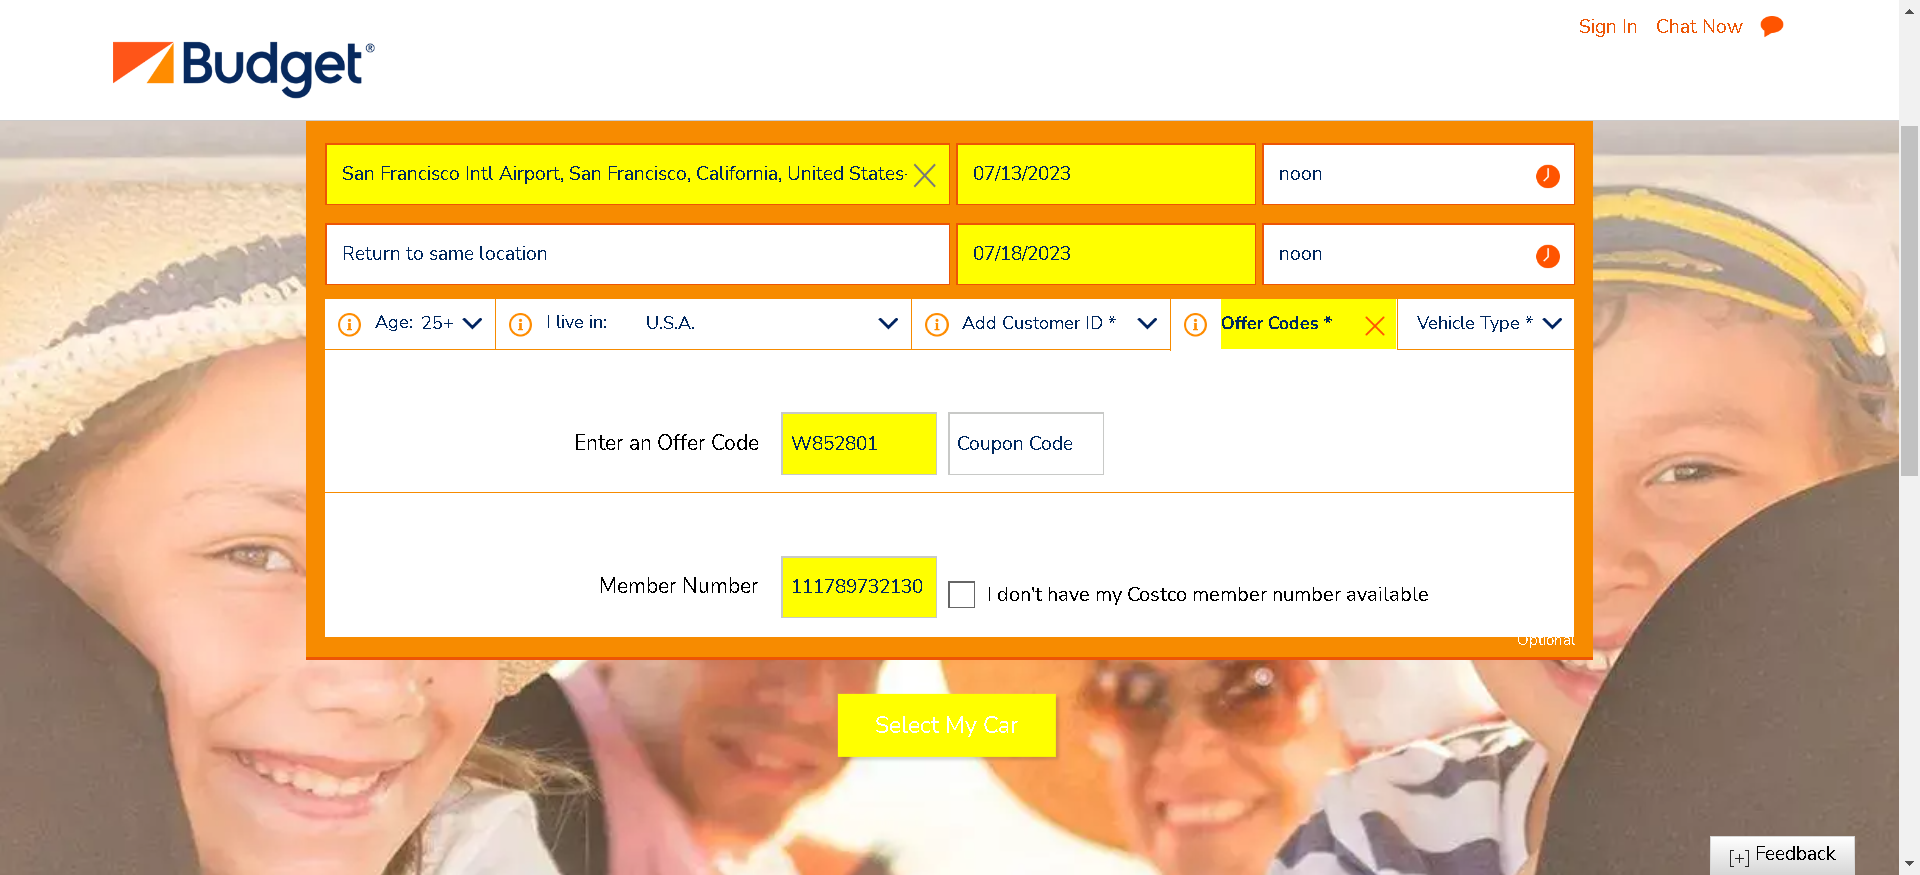 Sign In Chat Now
Budget®
San Francisco Intl Airport, San Francisco, California, United States- 07/13/2023 noon
Return to same location 07/18/2023 noon
Age: 25+ I live in: U.S.A. Add Customer ID * Offer Codes * Vehicle Type *
Enter an Offer Code W852801 Coupon Code
Member Number 111789732130 I don't have my Costco member number available
Optional
Select My Car
[+] Feedback